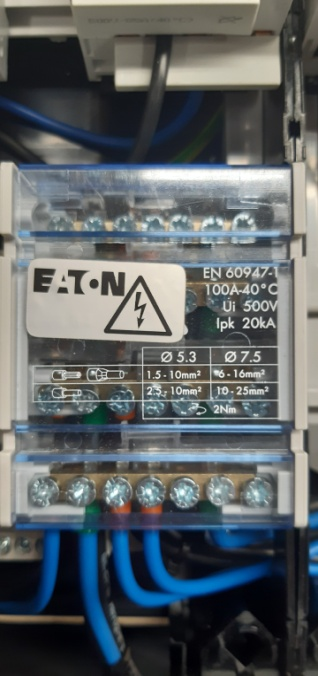 EATON
EN 60947-1
100A-40°C
Ui 500V
Ipk 20kA
Ø 5.3 Ø 7.5
1.5-10mm² 6-16mm²
2.5-10mm² 10-25mm²
2Nm